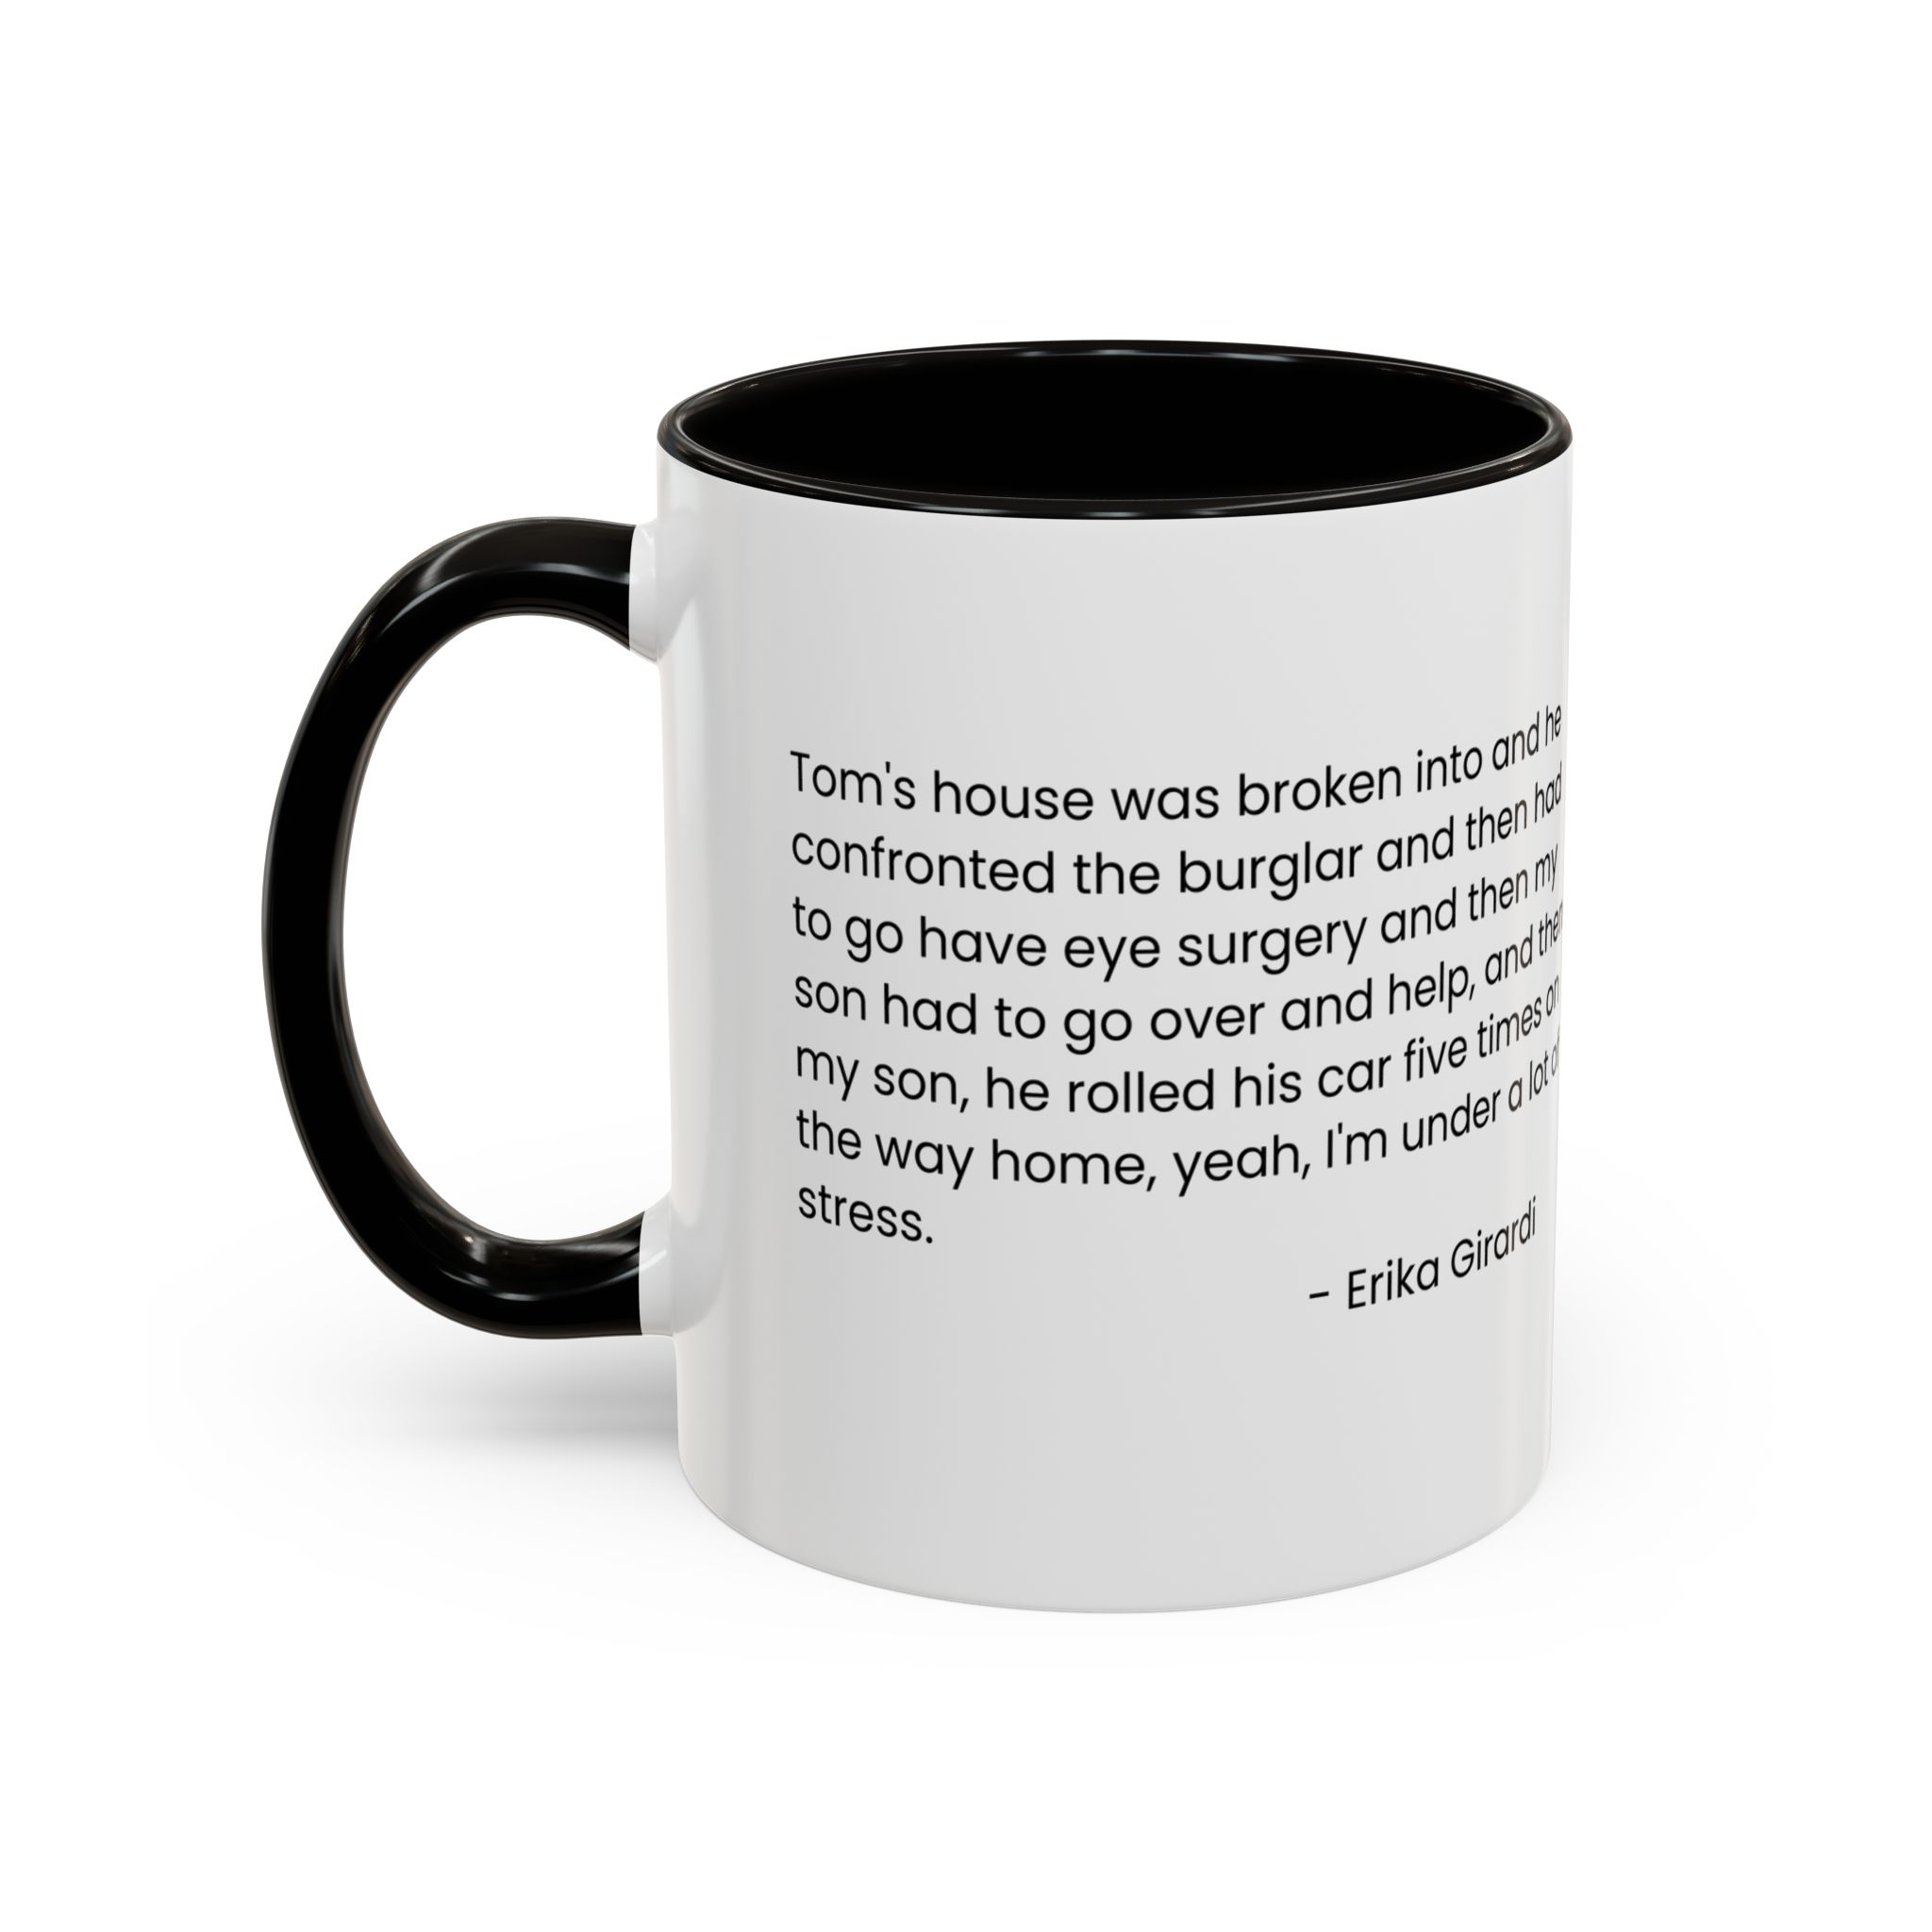 Tom's house was broken into and he
confronted the burglar and then had
to go have eye surgery and then my
son had to go over and help, and then
my son, he rolled his car five times on
the way home, yeah, I'm under a lot of
stress.
- Erika Girardi